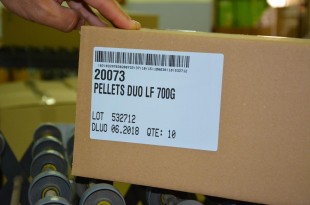 20073
PELLETS DUO LF 700G
LOT 532712
DLUO 06.2018 QTE: 10